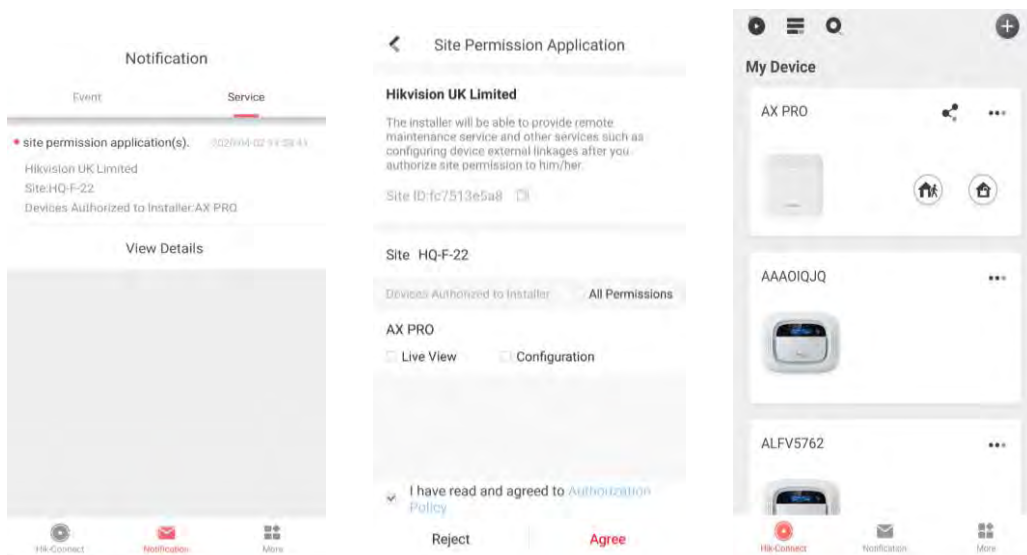 Notification
Event Service
site permission application(s). 2020-04-02
Hikvision UK Limited
Site:HQ-F-22
Devices Authorized to Installer:AX PRO
View Details
Hik-Connect Notification More
Site Permission Application
Hikvision UK Limited
The installer will be able to provide remote
maintenance service and other services such as
configuring device external linkages after you
authorize site permission to him/her.
Site ID:fc7513e5a8
Site HQ-F-22
Devices Authorized to Installer All Permissions
AX PRO
Live View Configuration
I have read and agreed to Authorization
Policy
Reject Agree
My Device
AX PRO
AAAOIQJQ
ALFV5762
Hik-Connect Notification More